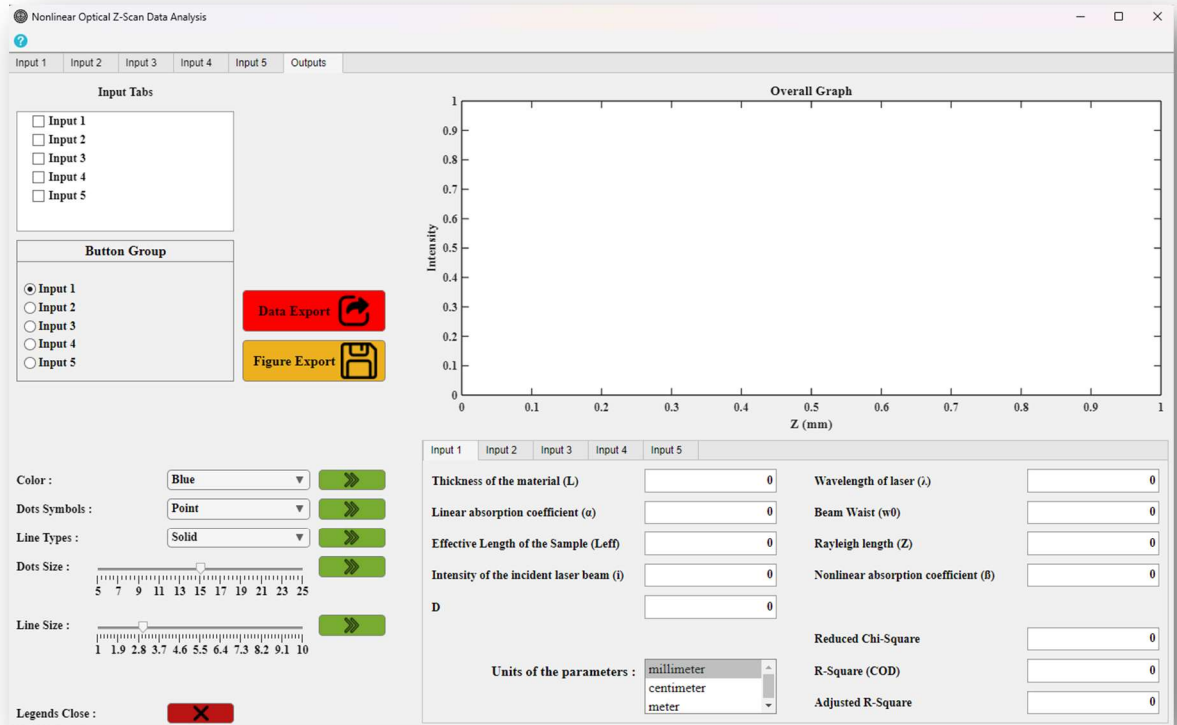 Nonlinear Optical Z-Scan Data Analysis
?
Input 1 Input 2 Input 3 Input 4 Input 5 Outputs
Input Tabs
Input 1
Input 2
Input 3
Input 4
Input 5
Button Group
Input 1
Input 2
Input 3
Input 4
Input 5
Data Export
Figure Export
Color :
Blue
Dots Symbols :
Point
Line Types :
Solid
Dots Size :
5 7 9 11 13 15 17 19 21 23 25
Line Size :
1 1.9 2.8 3.7 4.6 5.5 6.4 7.3 8.2 9.1 10
Legends Close :
Overall Graph
Intensity
1
0.9
0.8
0.7
0.6
0.5
0.4
0.3
0.2
0.1
0
0 0.1 0.2 0.3 0.4 0.5 0.6 0.7 0.8 0.9 1
Z (mm)
Input 1 Input 2 Input 3 Input 4 Input 5
Thickness of the material (L) 0
Linear absorption coefficient (α) 0
Effective Length of the Sample (Leff) 0
Intensity of the incident laser beam (i) 0
D 0
Units of the parameters :
millimeter
centimeter
meter
Wavelength of laser (λ) 0
Beam Waist (w0) 0
Rayleigh length (Z) 0
Nonlinear absorption coefficient (ß) 0
Reduced Chi-Square 0
R-Square (COD) 0
Adjusted R-Square 0